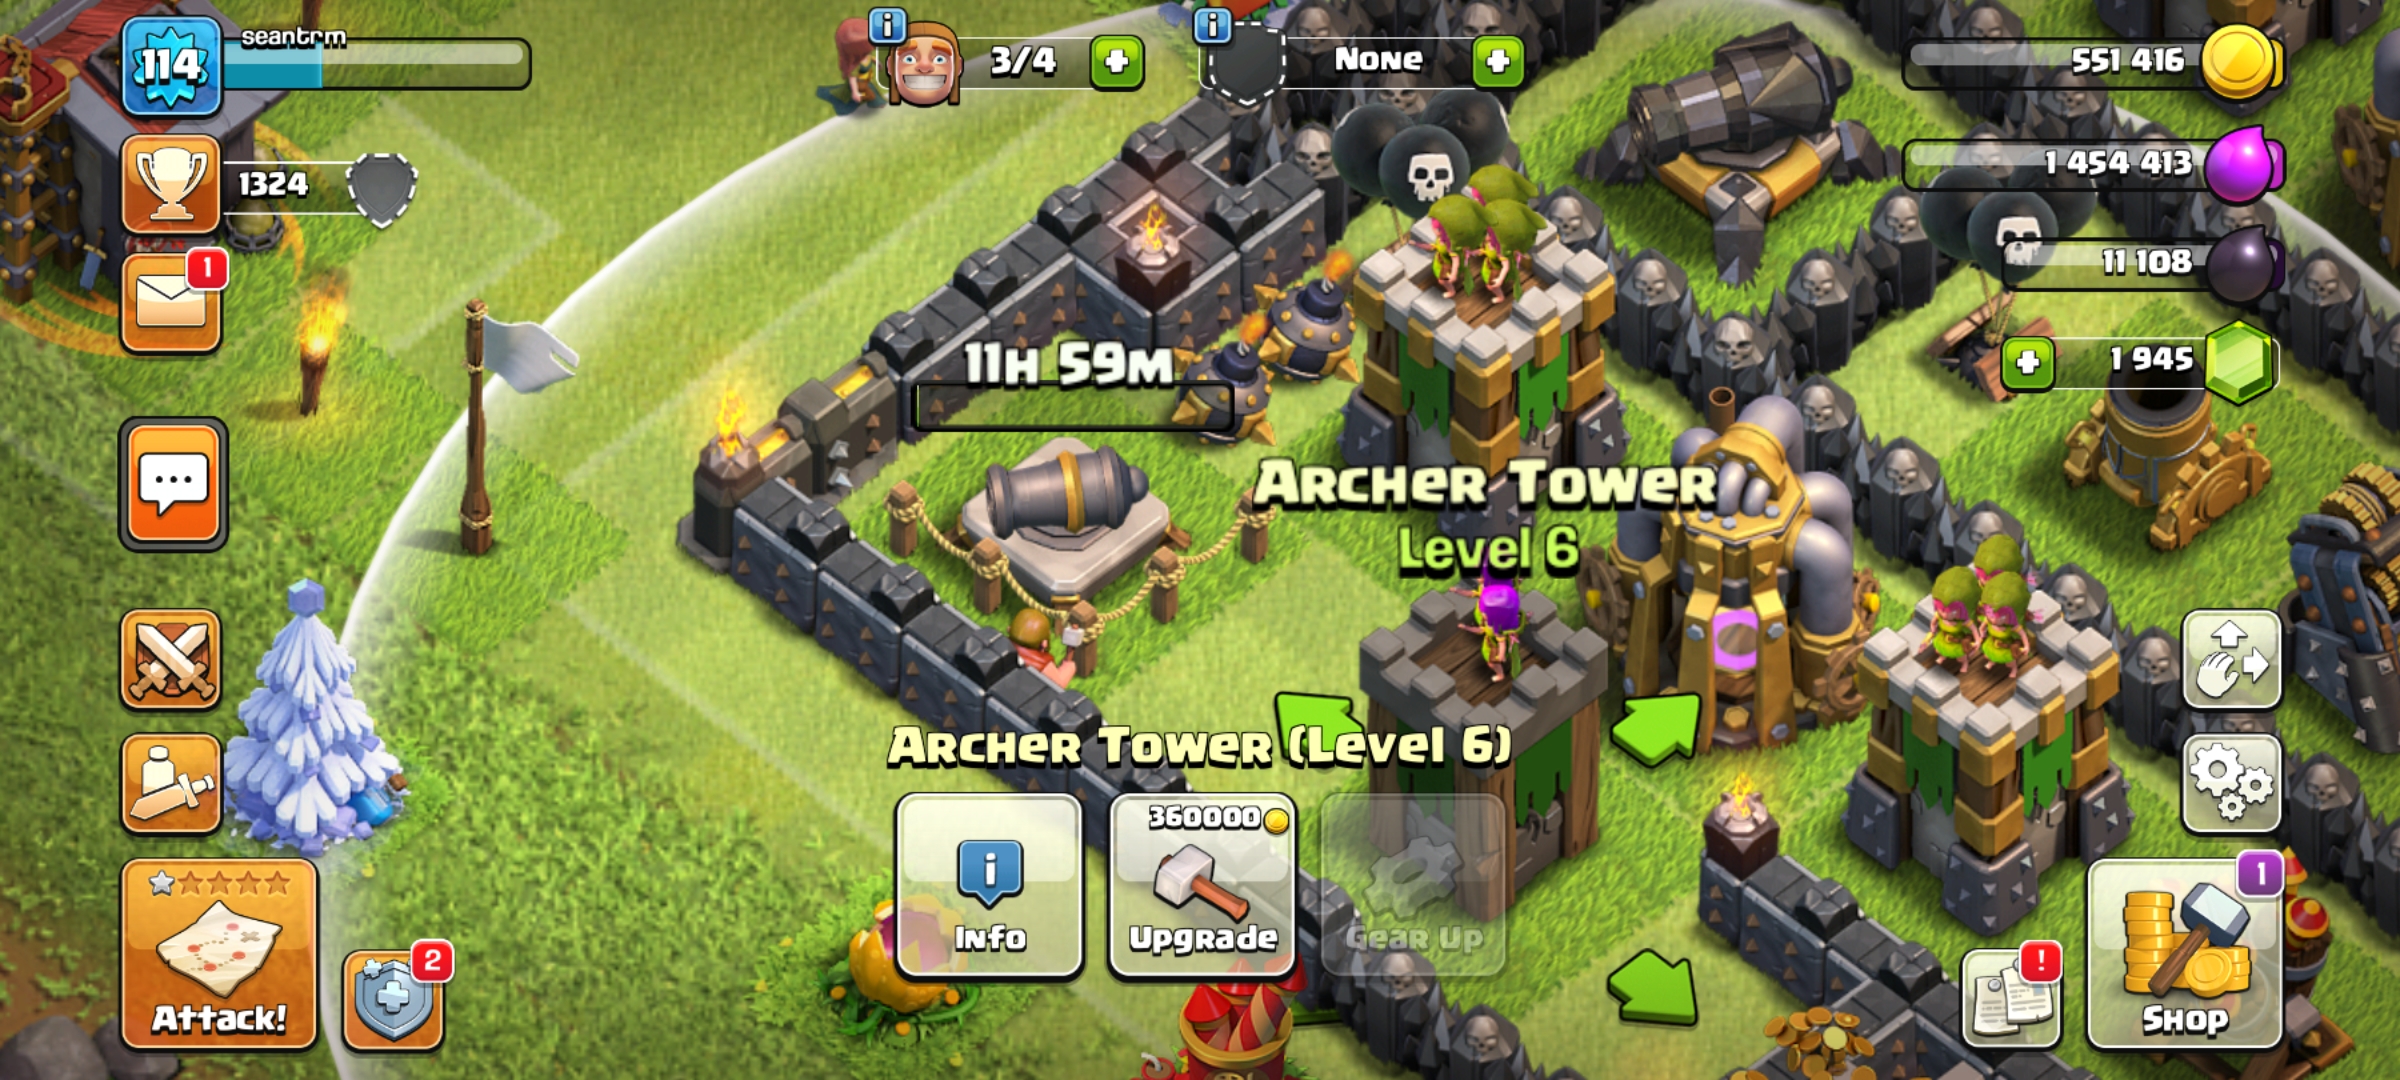 114
seantrm
3/4
None
551 416
1324
1 454 413
1
11 108
1 945
11H 59M
Archer Tower
Level 6
Archer Tower (Level 6)
360000
Info
Upgrade
Gear Up
1
2
!
Attack!
Shop